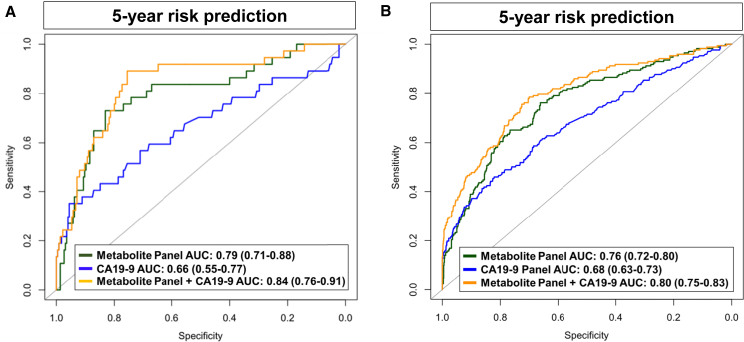 A
5-year risk prediction
1.0
0.8
0.6
0.4
0.2
0.0
Sensitivity
Metabolite Panel AUC: 0.79 (0.71-0.88)
CA19-9 AUC: 0.66 (0.55-0.77)
Metabolite Panel + CA19-9 AUC: 0.84 (0.76-0.91)
1.0 0.8 0.6 0.4 0.2 0.0
Specificity
B
5-year risk prediction
1.0
0.8
0.6
0.4
0.2
0.0
Sensitivity
Metabolite Panel AUC: 0.76 (0.72-0.80)
CA19-9 Panel AUC: 0.68 (0.63-0.73)
Metabolite Panel + CA19-9 AUC: 0.80 (0.75-0.83)
1.0 0.8 0.6 0.4 0.2 0.0
Specificity